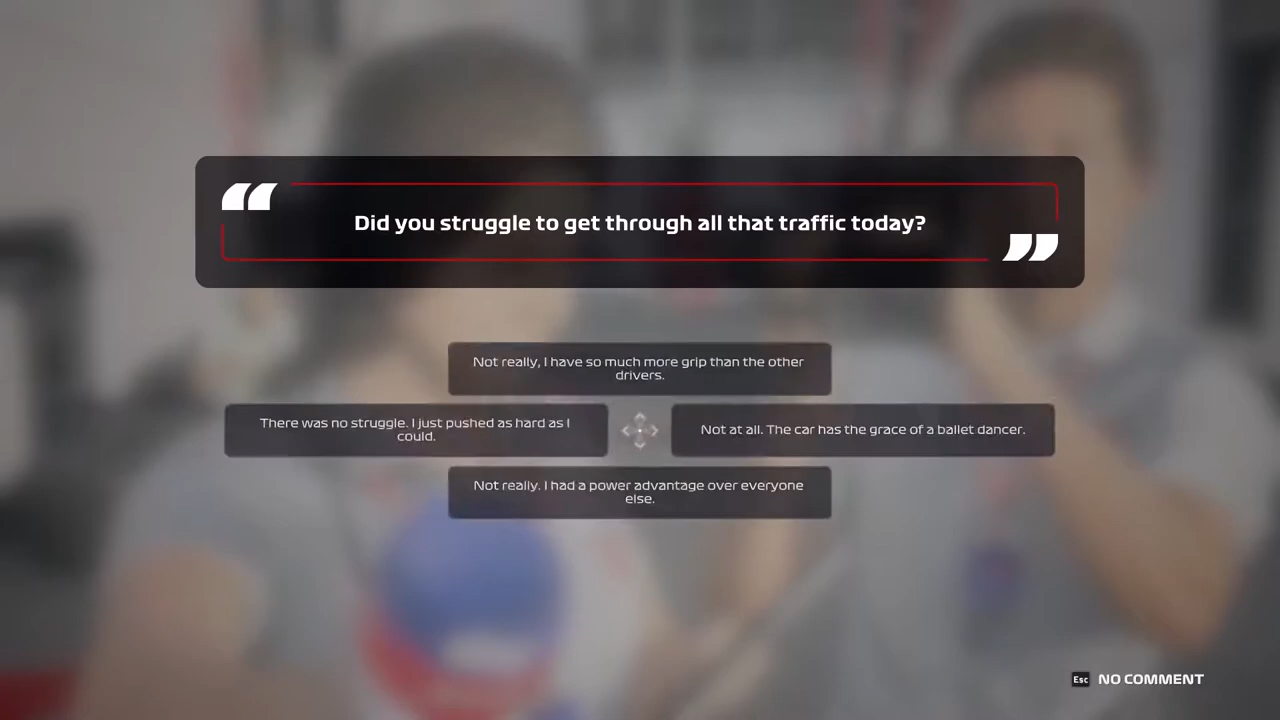 Did you struggle to get through all that traffic today?
Not really, I have so much more grip than the other
drivers.
There was no struggle. I just pushed as hard as I
could.
Not at all. The car has the grace of a ballet dancer.
Not really. I had a power advantage over everyone
else.
Esc NO COMMENT